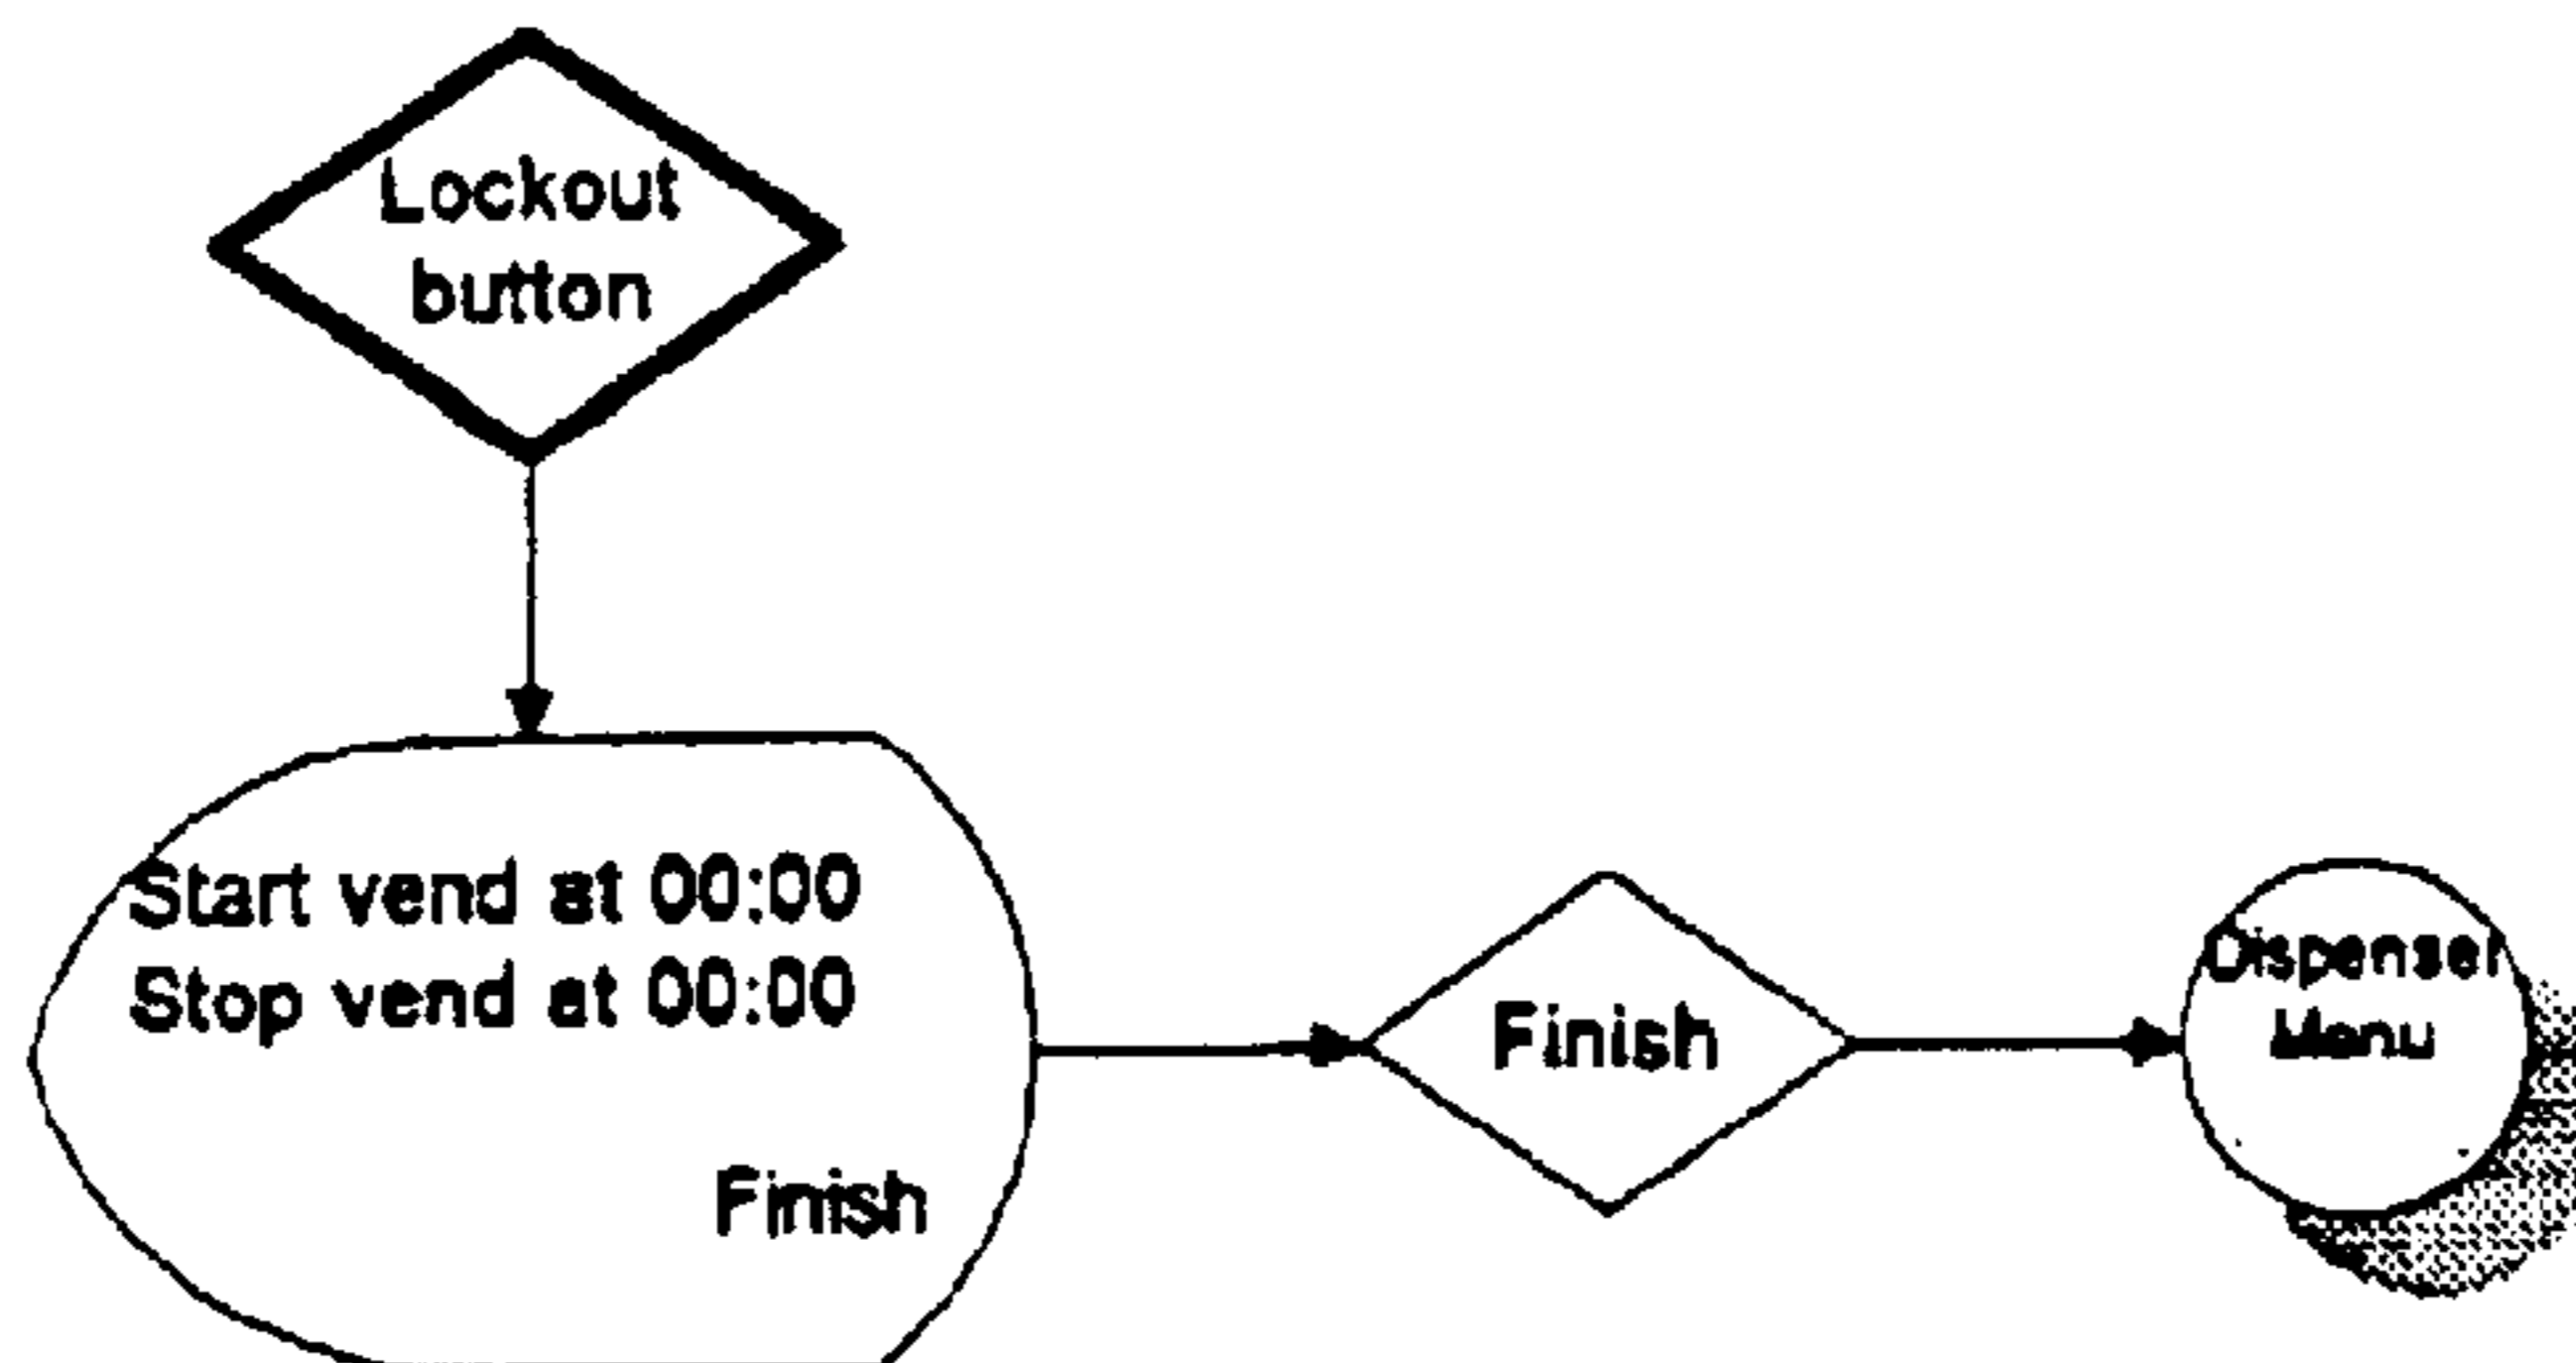 Lockout
button
Start vend at 00:00
Stop vend at 00:00
Finish
Finish
Dispenser
Menu